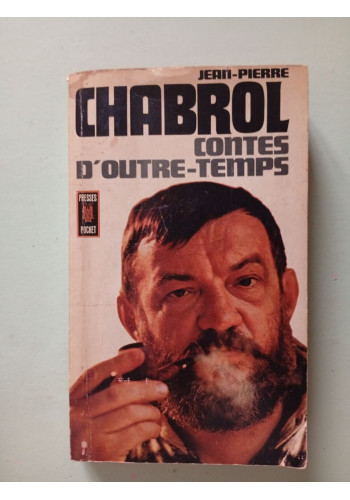 JEAN-PIERRE
CHABROL
CONTES
D'OUTRE-TEMPS
PRESSES
POCKET